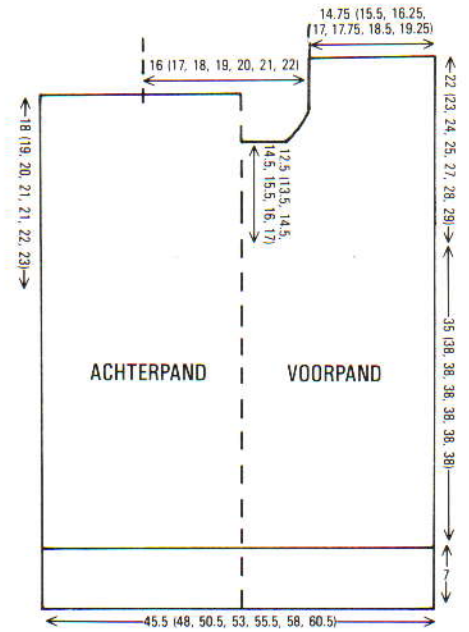 14.75 (15.5, 16.25,
17, 17.75, 18.5, 19.25)
16 (17, 18, 19, 20, 21, 22)
18 (19, 20, 21, 21, 22, 23)
12.5 (13.5, 14.5,
14.5, 15.5, 16, 17)
22 (23, 24, 25, 27, 28, 29)
ACHTERPAND
VOORPAND
35 (38, 38, 38, 38, 38, 38)
7
45.5 (48, 50.5, 53, 55.5, 58, 60.5)